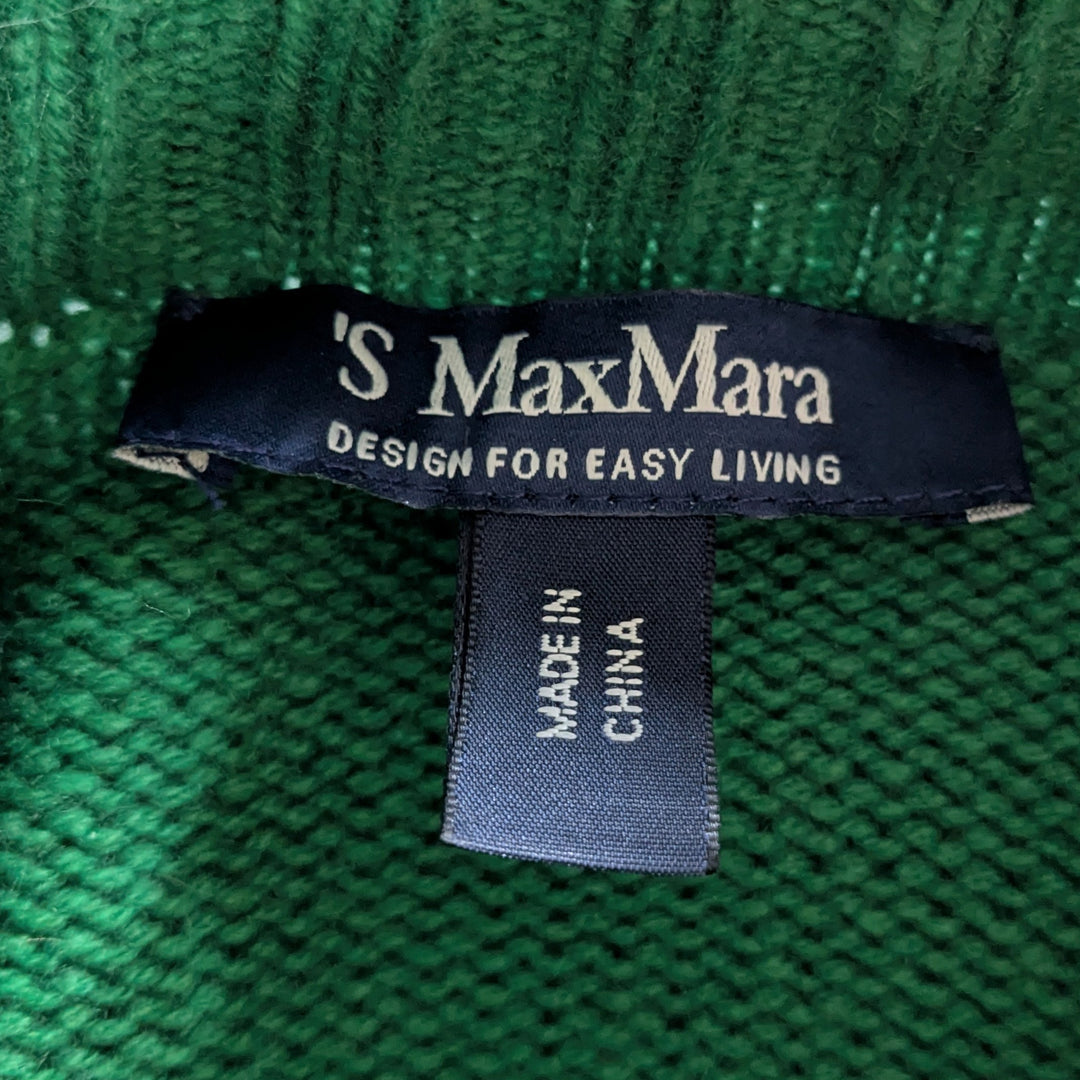 'S MaxMara
DESIGN FOR EASY LIVING
MADE IN
CHINA